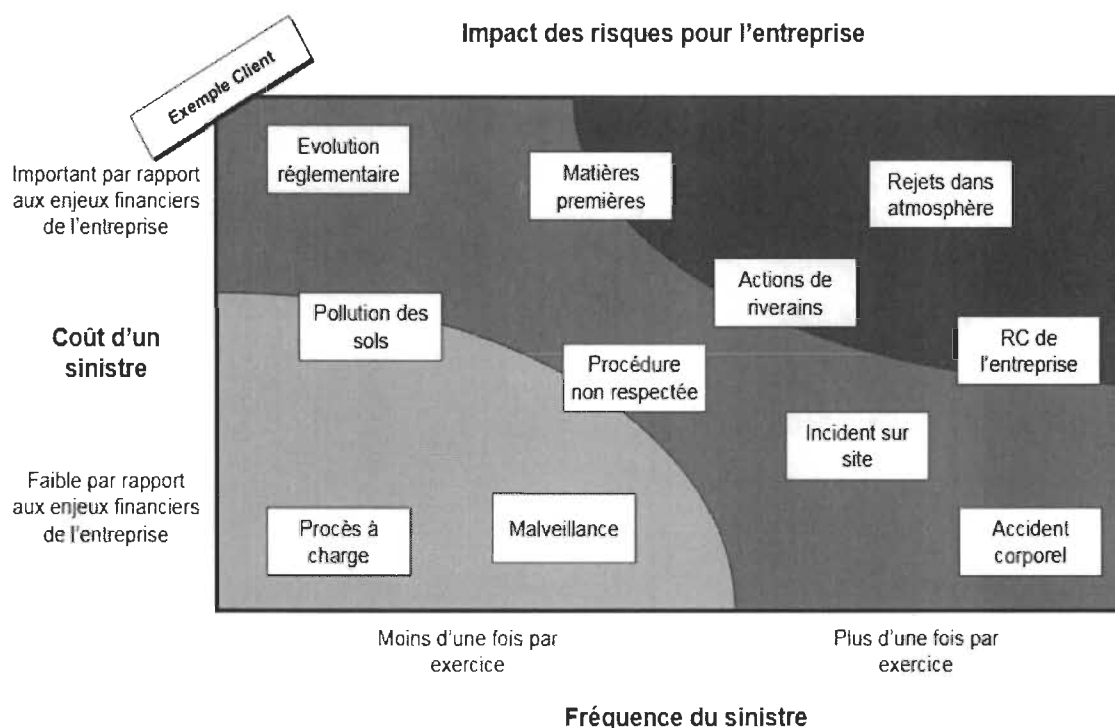 Impact des risques pour l'entreprise
Exemple Client
Important par rapport
aux enjeux financiers
de l'entreprise
Coût d'un
sinistre
Faible par rapport
aux enjeux financiers
de l'entreprise
Evolution
réglementaire
Matières
premières
Rejets dans
atmosphère
Actions de
riverains
Pollution des
sols
RC de
l'entreprise
Procédure
non respectée
Incident sur
site
Procès à
charge
Malveillance
Accident
corporel
Moins d'une fois par
exercice
Plus d'une fois par
exercice
Fréquence du sinistre